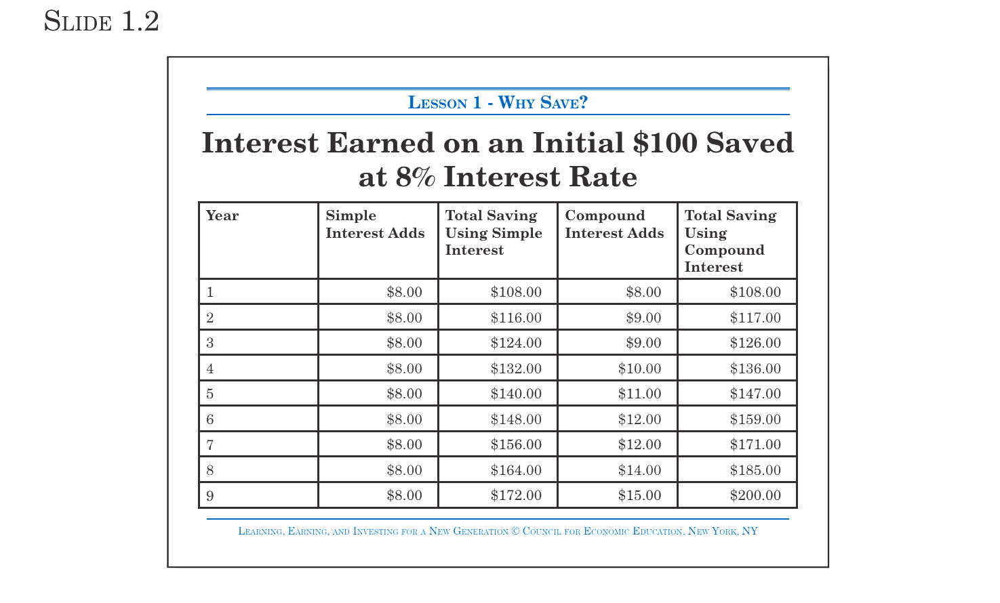 Slide 1.2
Lesson 1 - Why Save?
Interest Earned on an Initial $100 Saved
at 8% Interest Rate
Year Simple Interest Adds Total Saving Using Simple Interest Compound Interest Adds Total Saving Using Compound Interest
1 $8.00 $108.00 $8.00 $108.00
2 $8.00 $116.00 $9.00 $117.00
3 $8.00 $124.00 $9.00 $126.00
4 $8.00 $132.00 $10.00 $136.00
5 $8.00 $140.00 $11.00 $147.00
6 $8.00 $148.00 $12.00 $159.00
7 $8.00 $156.00 $12.00 $171.00
8 $8.00 $164.00 $14.00 $185.00
9 $8.00 $172.00 $15.00 $200.00
Learning, Earning, and Investing for a New Generation © Council for Economic Education, New York, NY